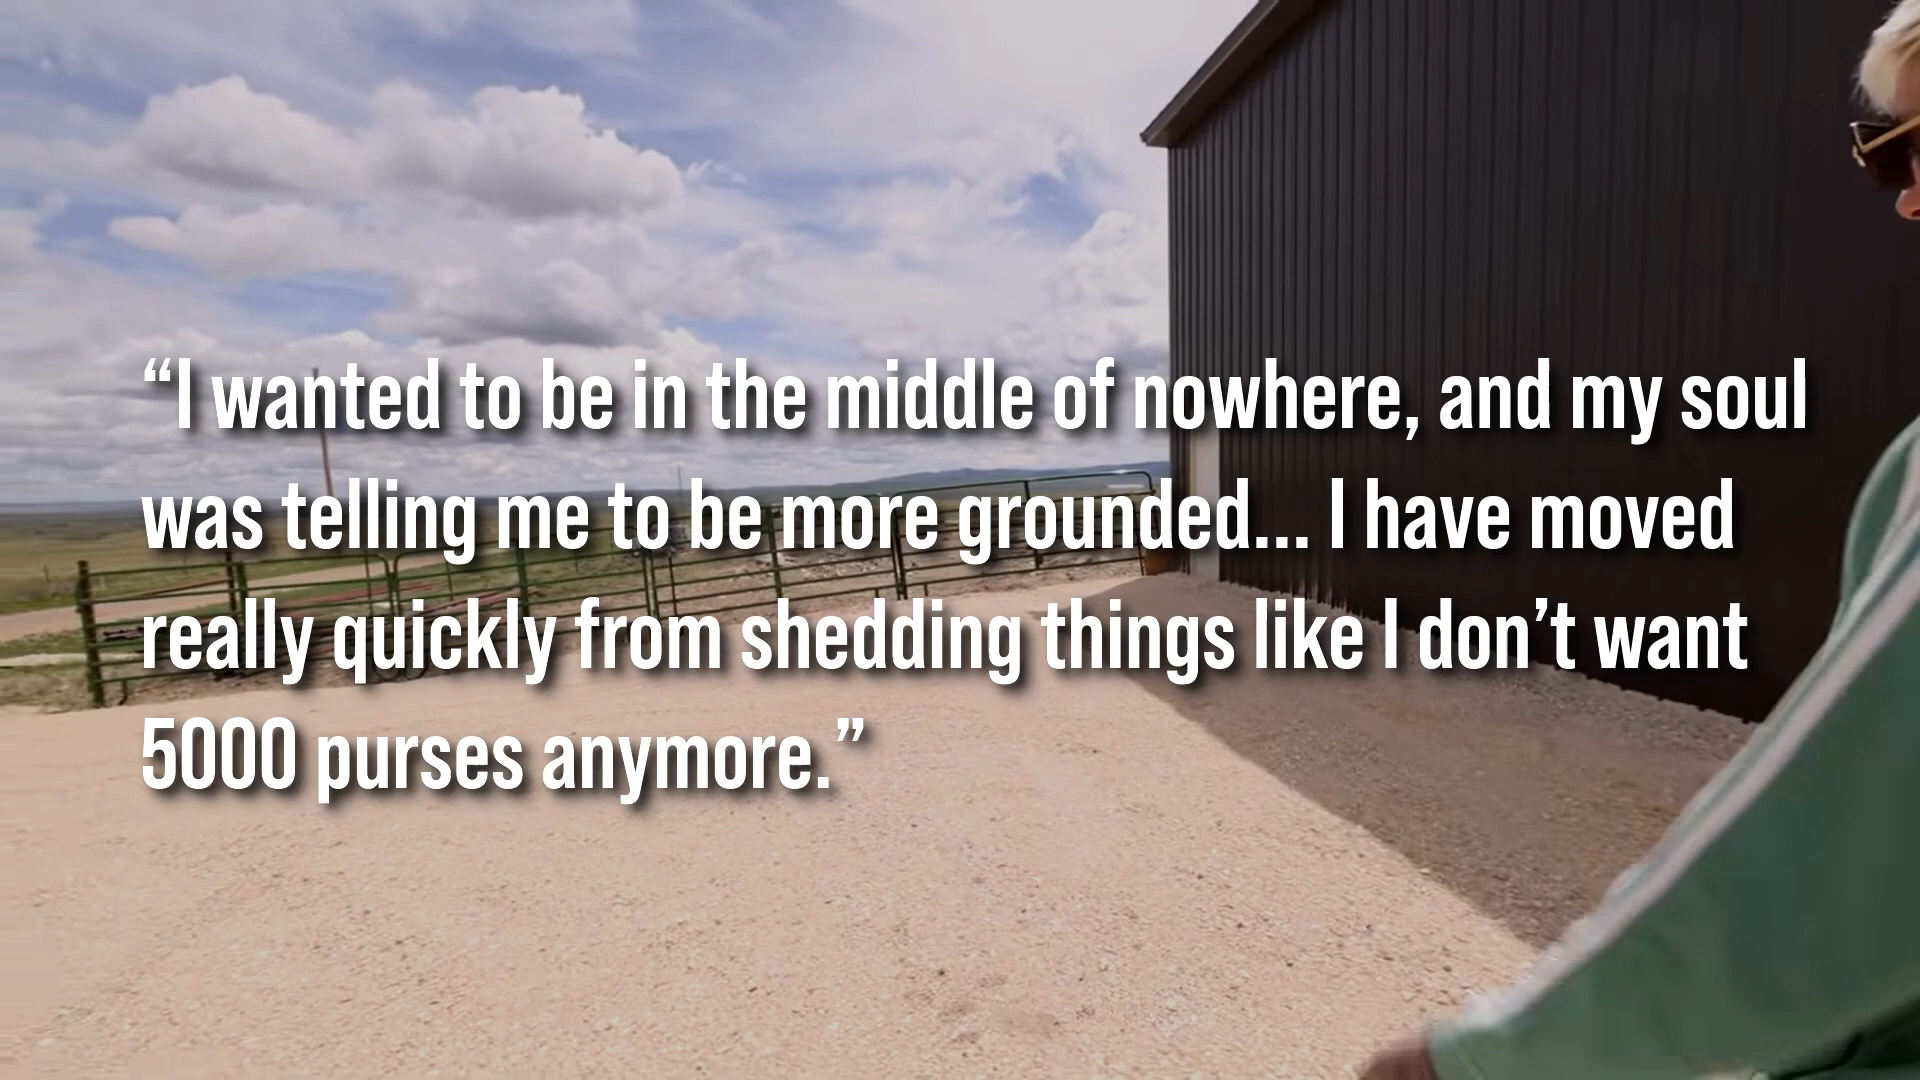 “I wanted to be in the middle of nowhere, and my soul
was telling me to be more grounded... I have moved
really quickly from shedding things like I don’t want
5000 purses anymore.”